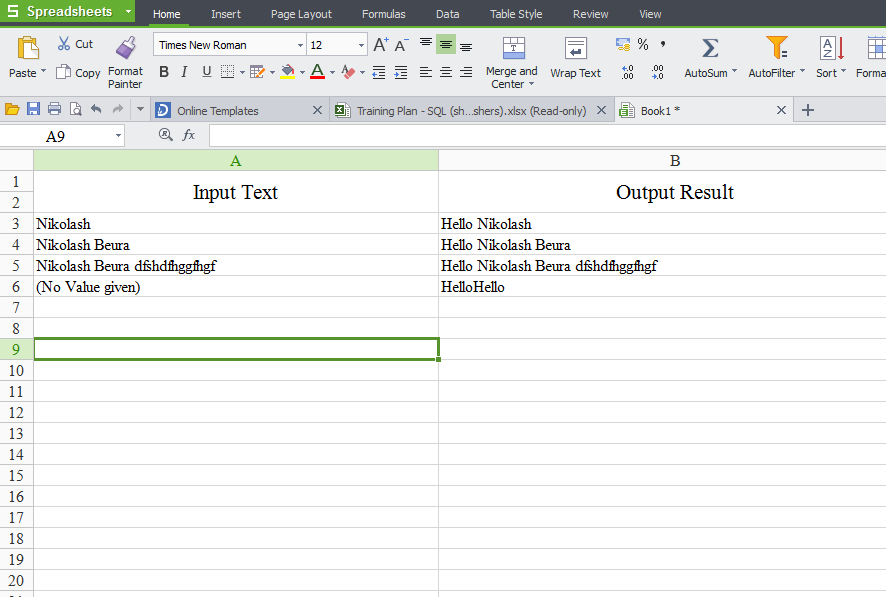 S Spreadsheets Home Insert Page Layout Formulas Data Table Style Review View
Paste Cut Copy Format Painter Times New Roman 12 A+ A-
B I U A Merge and Center Wrap Text % , .00 .00 AutoSum AutoFilter Sort Forma
Online Templates Training Plan - SQL (sh...shers).xlsx (Read-only) Book1 *
A9 fx
A B
1 Input Text Output Result
2
3 Nikolash Hello Nikolash
4 Nikolash Beura Hello Nikolash Beura
5 Nikolash Beura dfshdfhggfhgf Hello Nikolash Beura dfshdfhggfhgf
6 (No Value given) HelloHello
7
8
9
10
11
12
13
14
15
16
17
18
19
20